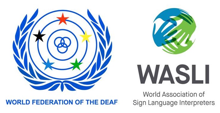 WORLD FEDERATION OF THE DEAF
WASLI
World Association of
Sign Language Interpreters